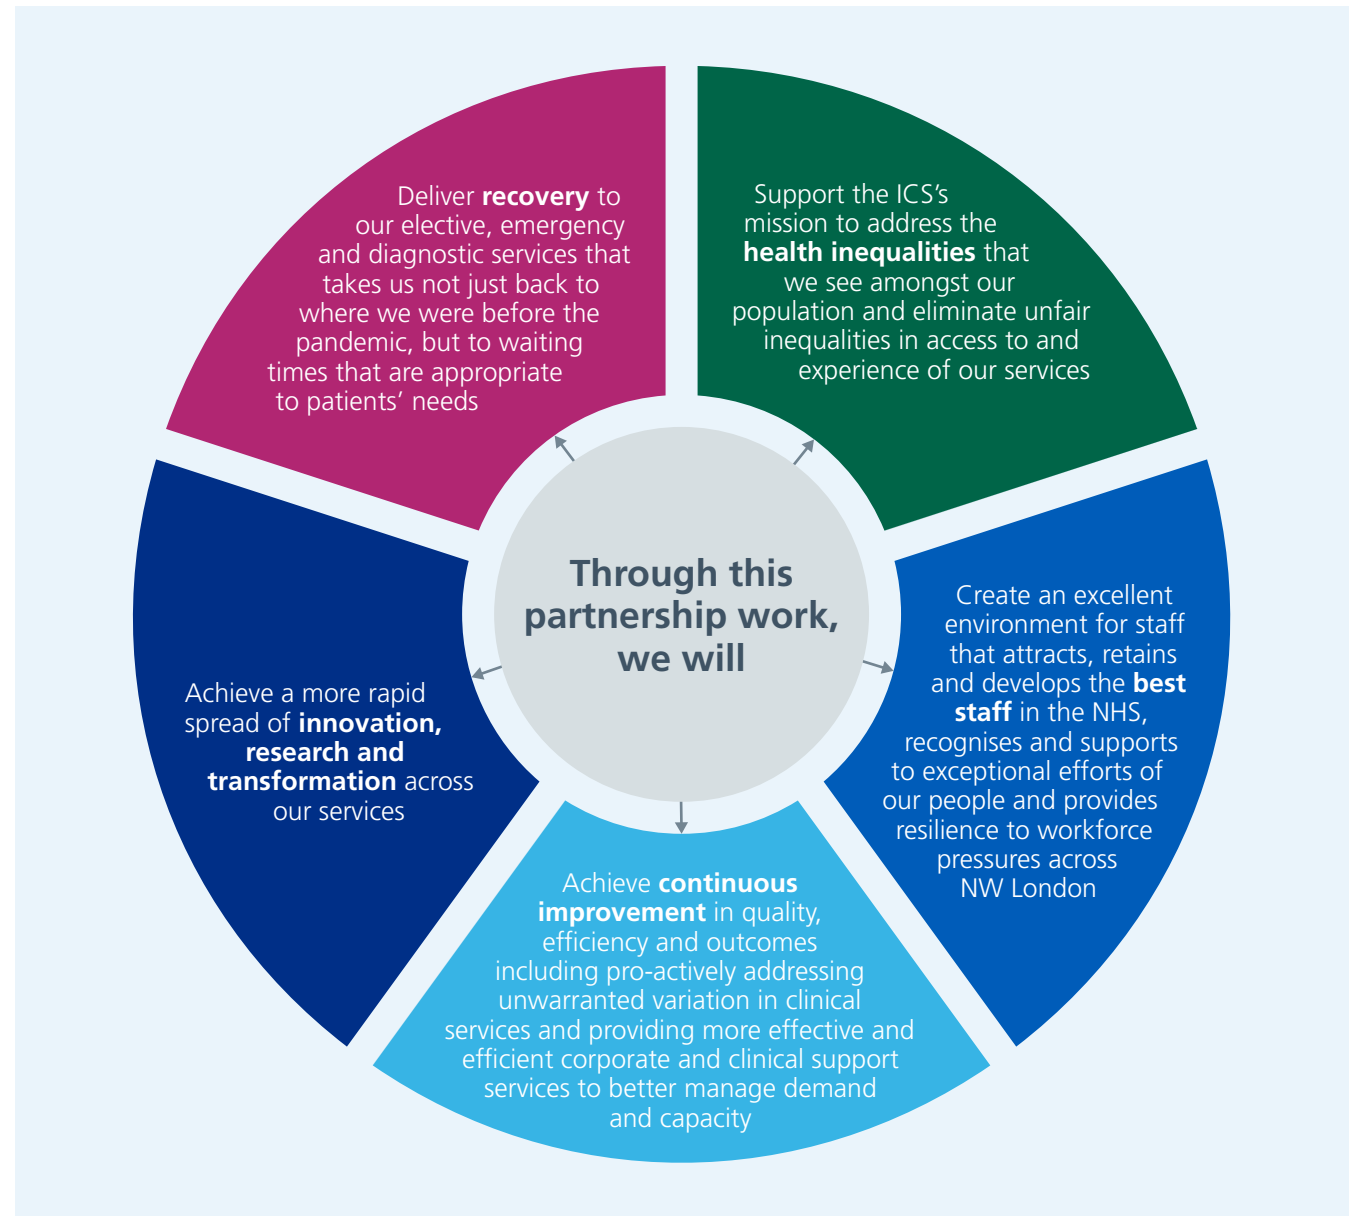 Deliver recovery to
our elective, emergency
and diagnostic services that
takes us not just back to
where we were before the
pandemic, but to waiting
times that are appropriate
to patients’ needs
Support the ICS’s
mission to address the
health inequalities that
we see amongst our
population and eliminate unfair
inequalities in access to and
experience of our services
Through this
partnership work,
we will
Create an excellent
environment for staff
that attracts, retains
and develops the best
staff in the NHS,
recognises and supports
to exceptional efforts of
our people and provides
resilience to workforce
pressures across
NW London
Achieve a more rapid
spread of innovation,
research and
transformation across
our services
Achieve continuous
improvement in quality,
efficiency and outcomes
including pro-actively addressing
unwarranted variation in clinical
services and providing more effective and
efficient corporate and clinical support
services to better manage demand
and capacity